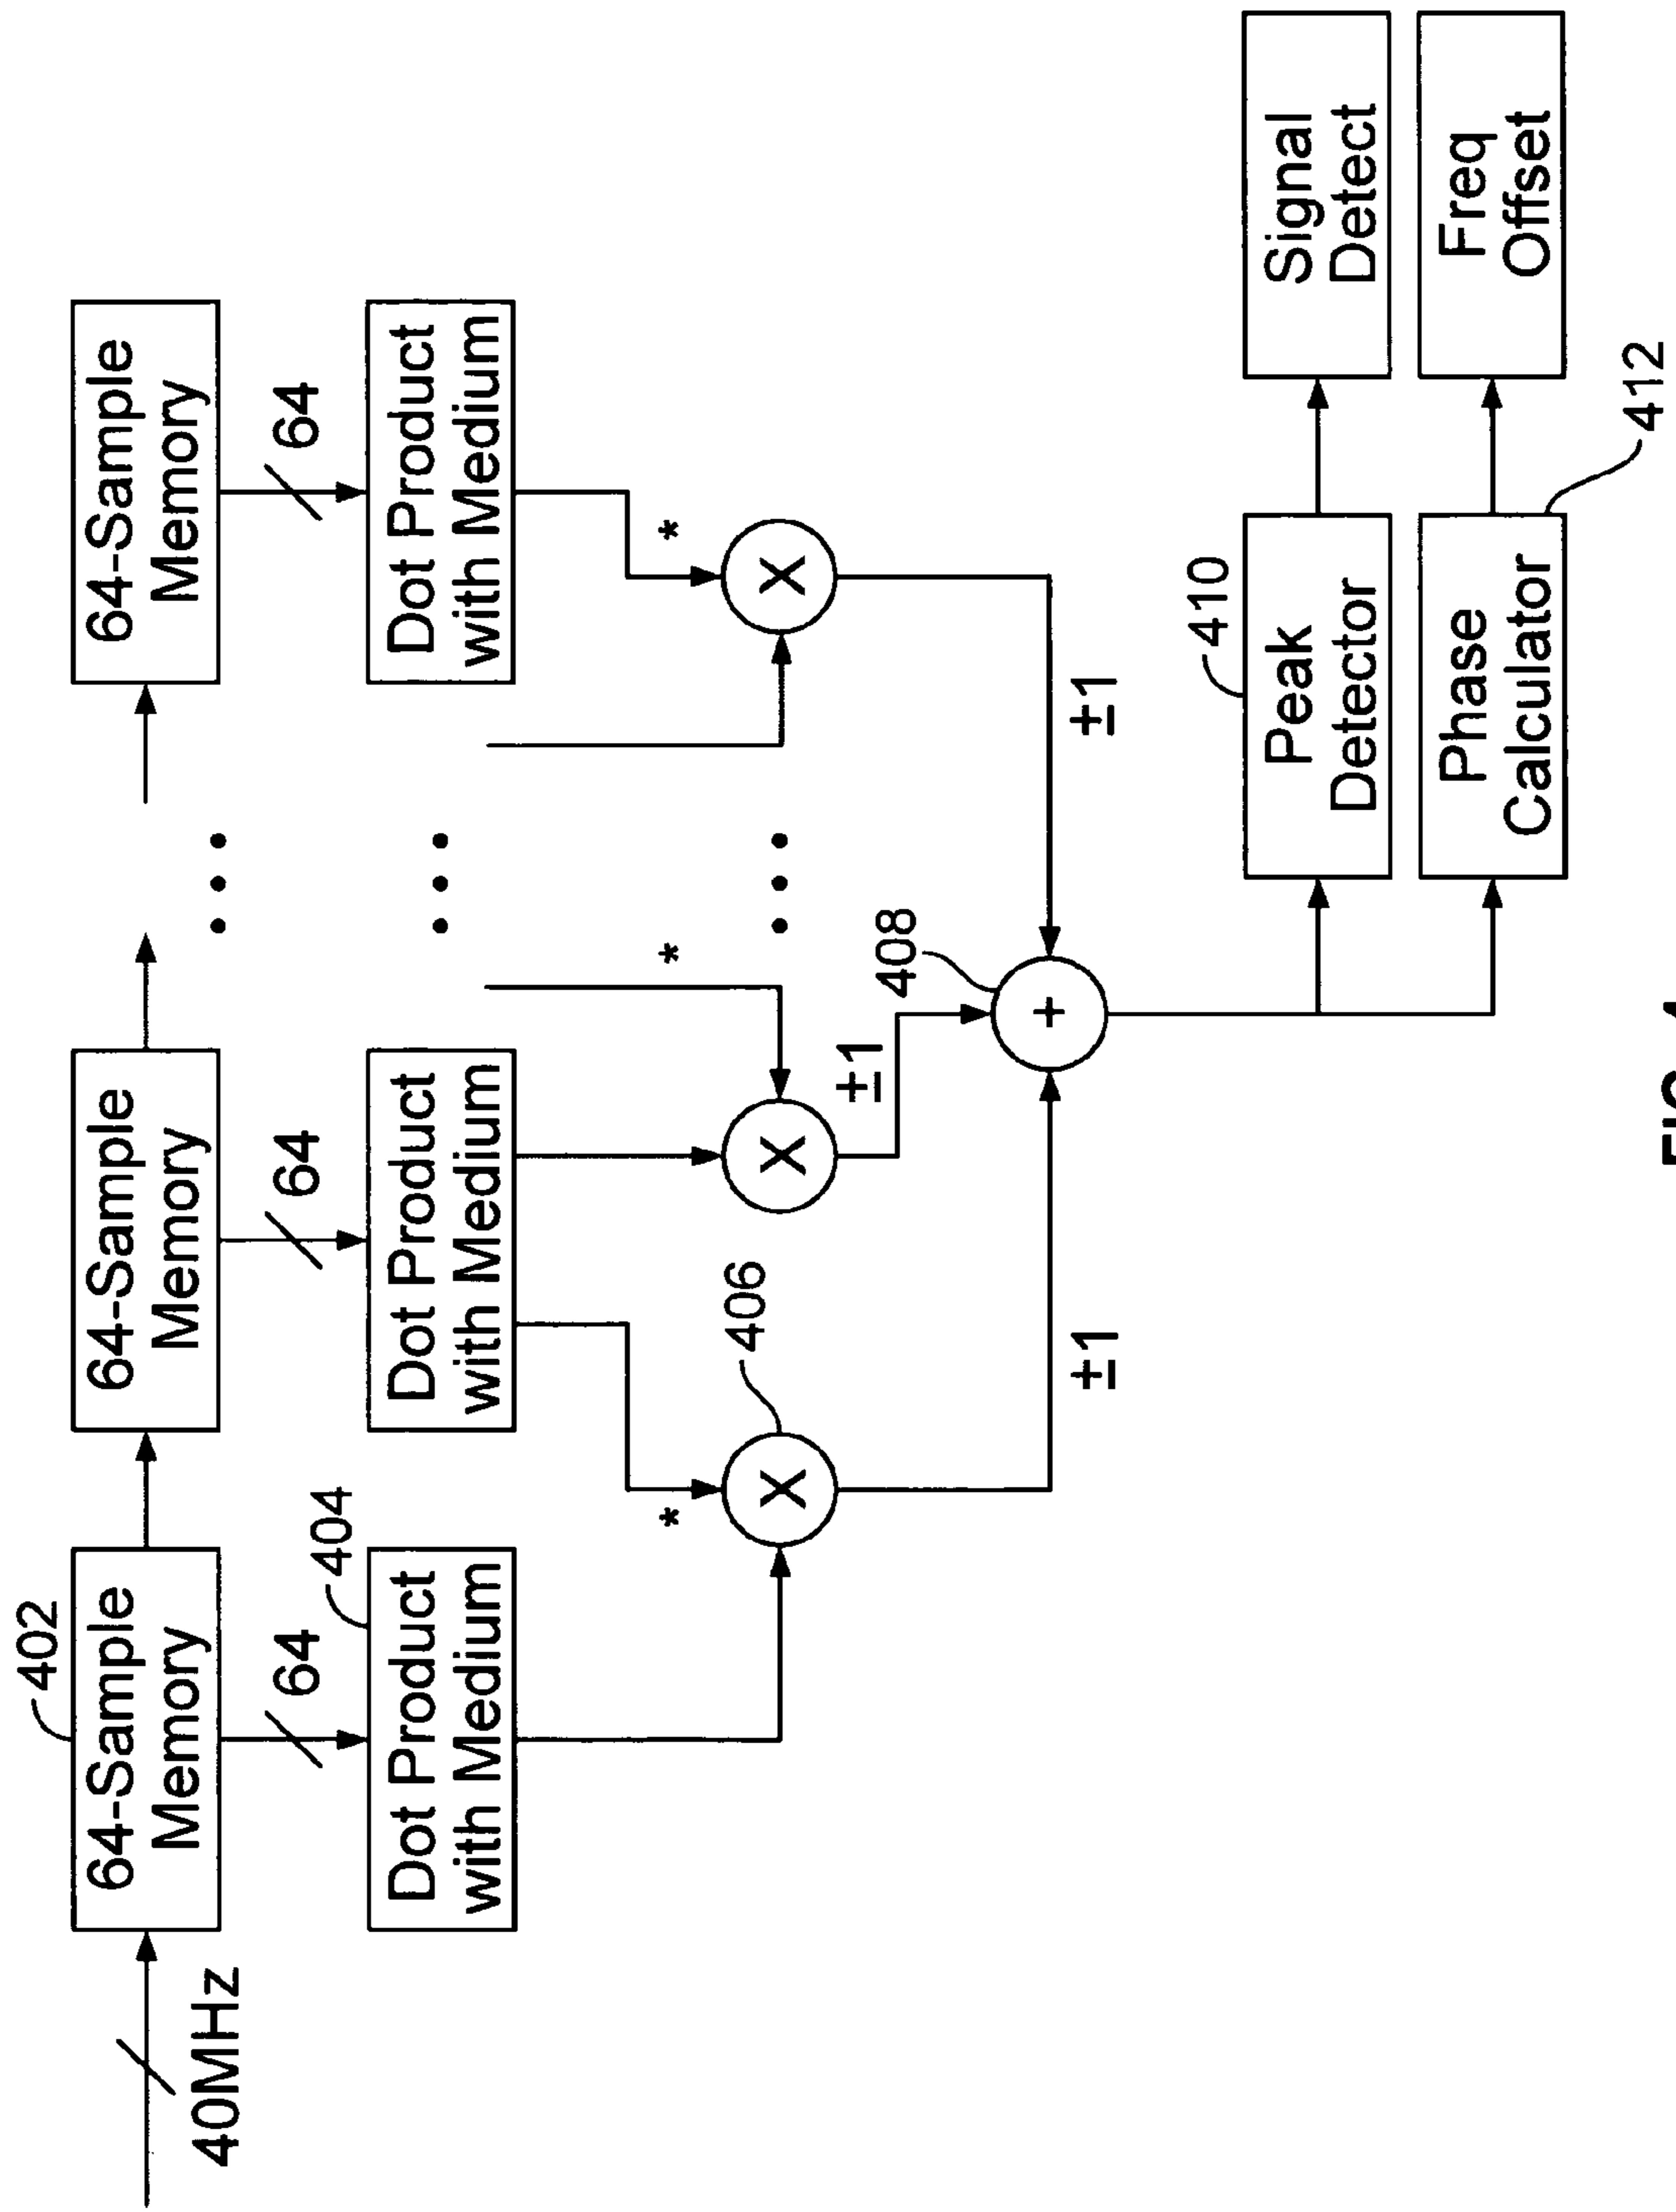 402
64-Sample
Memory
64-Sample
Memory
64-Sample
Memory
40MHz
64
64
64
404
Dot Product
with Medium
Dot Product
with Medium
Dot Product
with Medium
*
*
*
406
X
X
X
±1
±1
±1
408
+
410
Peak
Detector
Signal
Detect
Phase
Calculator
Freq
Offset
412